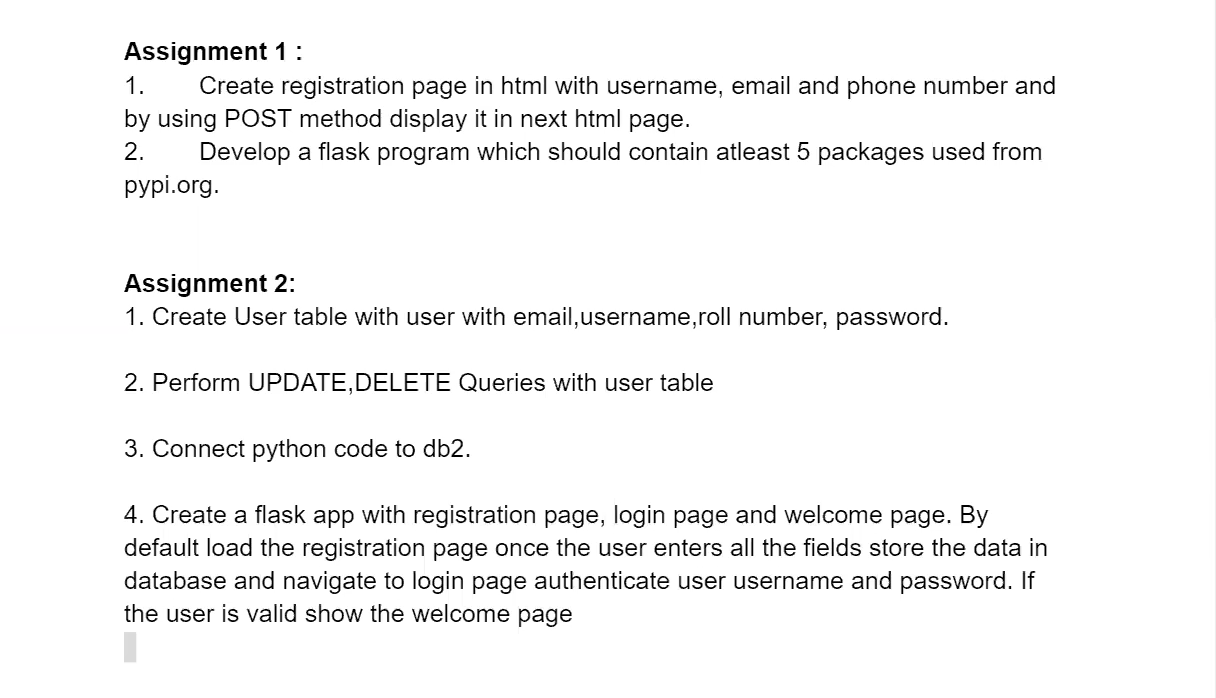 Assignment 1 :
1. Create registration page in html with username, email and phone number and
by using POST method display it in next html page.
2. Develop a flask program which should contain atleast 5 packages used from
pypi.org.
Assignment 2:
1. Create User table with user with email,username,roll number, password.
2. Perform UPDATE,DELETE Queries with user table
3. Connect python code to db2.
4. Create a flask app with registration page, login page and welcome page. By
default load the registration page once the user enters all the fields store the data in
database and navigate to login page authenticate user username and password. If
the user is valid show the welcome page